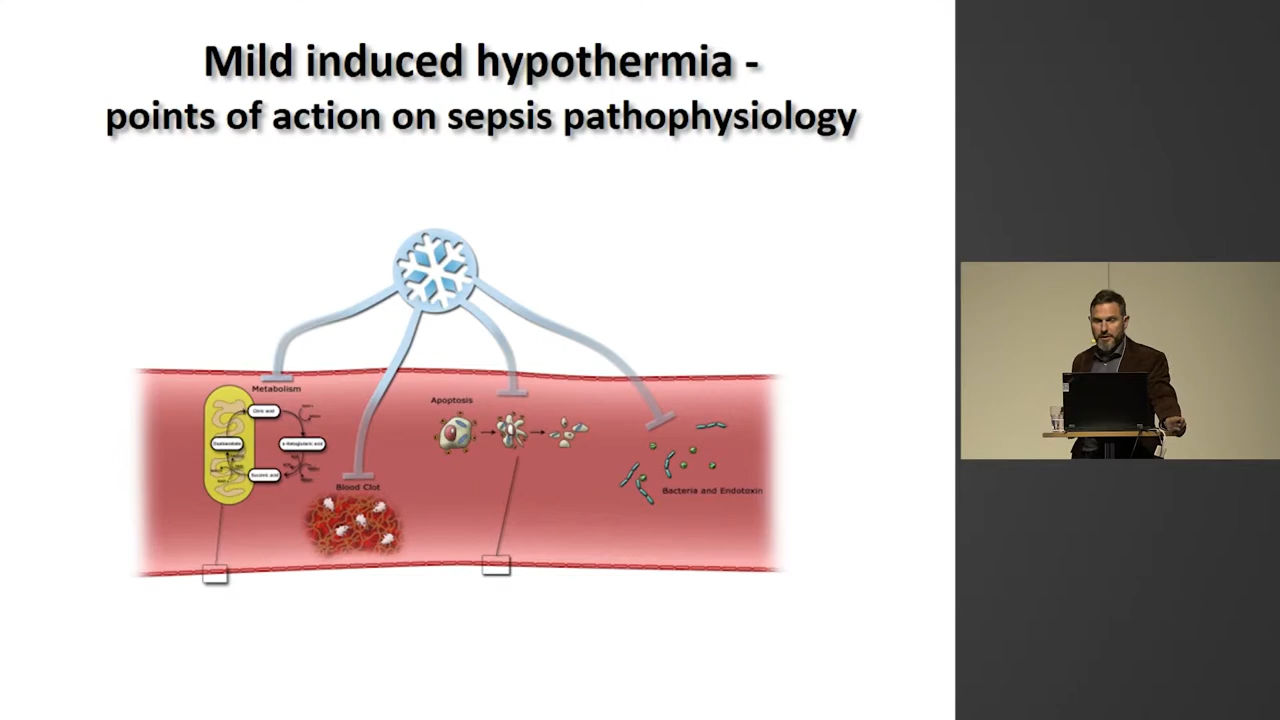 Mild induced hypothermia -
points of action on sepsis pathophysiology
Metabolism
Citric acid
Oxaloacetate
α-Ketoglutaric acid
Succinic acid
Blood Clot
Apoptosis
Bacteria and Endotoxin